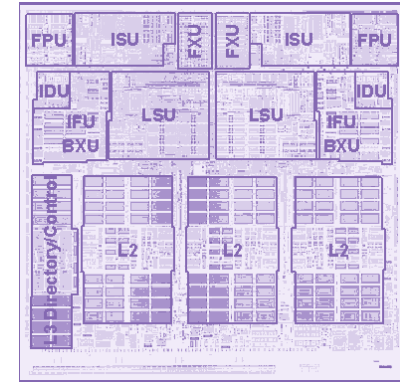 FPU ISU FXU FXU ISU FPU
IDU IDU
LSU LSU
IFU IFU
BXU BXU
L3 Directory/Control
L2 L2 L2